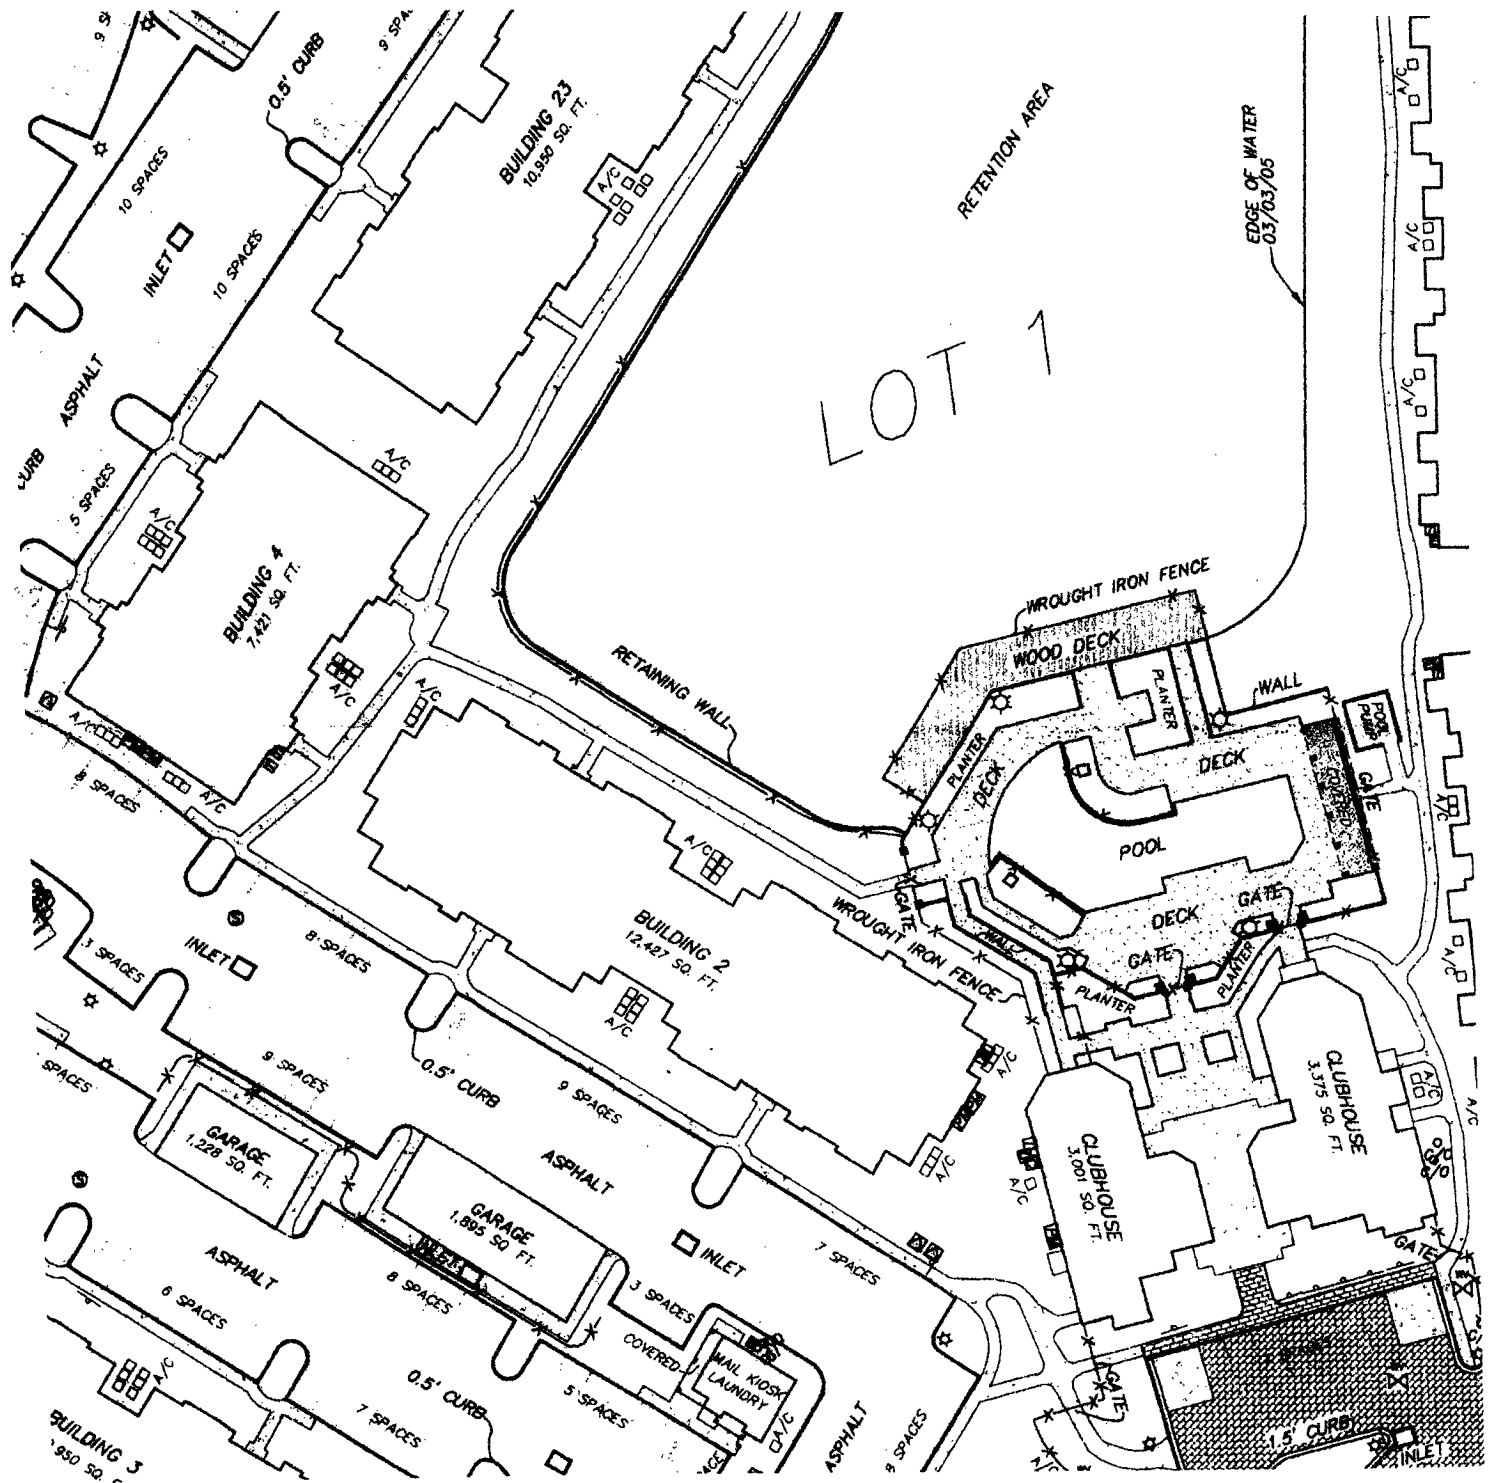 0.5' CURB
BUILDING 23
10,950 SQ. FT.
A/C
10 SPACES
INLET
10 SPACES
RETENTION AREA
EDGE OF WATER
03/03/05
A/C
A/C
A/C
LOT 1
ASPHALT
5 SPACES
A/C
A/C
BUILDING 4
7,421 SQ. FT.
A/C
A/C
A/C
A/C
8 SPACES
RETAINING WALL
WROUGHT IRON FENCE
WOOD DECK
PLANTER
WALL
POOL
PUMP
PLANTER
DECK
DECK
COVERED
GATE
A/C
POOL
A/C
BUILDING 2
12,427 SQ. FT.
A/C
WROUGHT IRON FENCE
GATE
WALL
DECK
GATE
GATE
PLANTER
PLANTER
A/C
3 SPACES
INLET
8 SPACES
SPACES
9 SPACES
0.5' CURB
9 SPACES
A/C
A/C
GARAGE
1,228 SQ. FT.
ASPHALT
GARAGE
1,895 SQ FT.
INLET
INLET
7 SPACES
A/C
CLUBHOUSE
3,001 SQ. FT.
CLUBHOUSE
3,375 SQ. FT.
A/C
A/C
GATE
ASPHALT
6 SPACES
8 SPACES
3 SPACES
COVERED
MAIL KIOSK
LAUNDRY
A/C
GATE
A/C
0.5' CURB
5 SPACES
7 SPACES
BUILDING 3
ASPHALT
8 SPACES
1.5' CURB
INLET